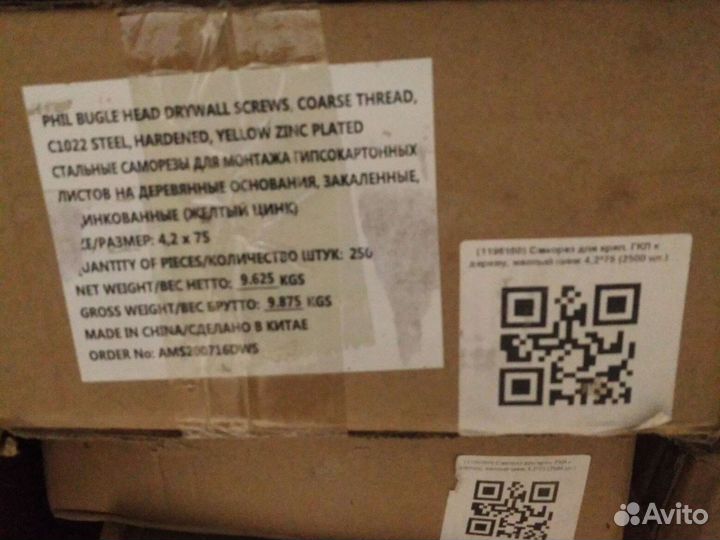 PHIL BUGLE HEAD DRYWALL SCREWS, COARSE THREAD,
C1022 STEEL, HARDENED, YELLOW ZINC PLATED
СТАЛЬНЫЕ САМОРЕЗЫ ДЛЯ МОНТАЖА ГИПСОКАРТОННЫХ
ЛИСТОВ НА ДЕРЕВЯННЫЕ ОСНОВАНИЯ, ЗАКАЛЕННЫЕ,
ИНКОВАННЫЕ (ЖЕЛТЫЙ ЦИНК)
ZE/РАЗМЕР: 4,2 x 75
UANTITY OF PIECES/КОЛИЧЕСТВО ШТУК: 250
NET WEIGHT/ВЕС НЕТТО: 9.625 KGS
GROSS WEIGHT/ВЕС БРУТТО: 9.875 KGS
MADE IN CHINA/СДЕЛАНО В КИТАЕ
ORDER No: AMS200716DWS
Саморез для креп. ГКЛ к
дереву, желтый цинк 4,2*75 (2500 шт.)
Avito